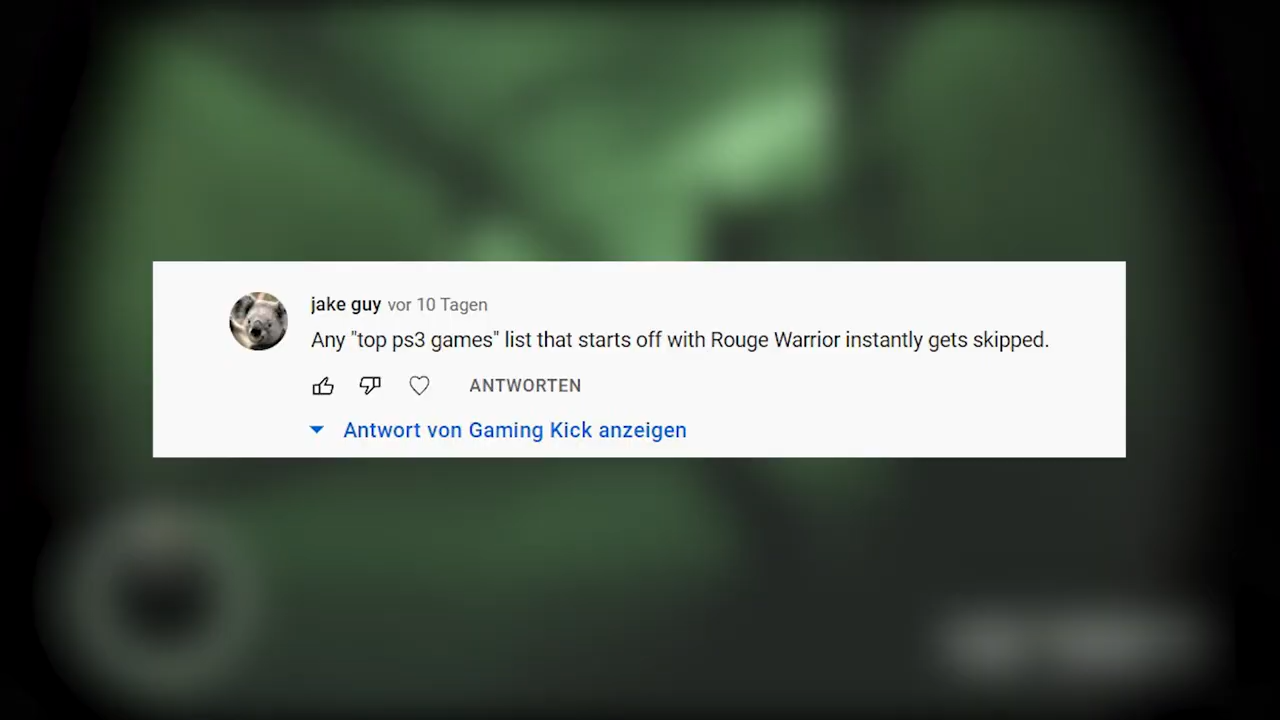 jake guy vor 10 Tagen
Any "top ps3 games" list that starts off with Rouge Warrior instantly gets skipped.
ANTWORTEN
Antwort von Gaming Kick anzeigen